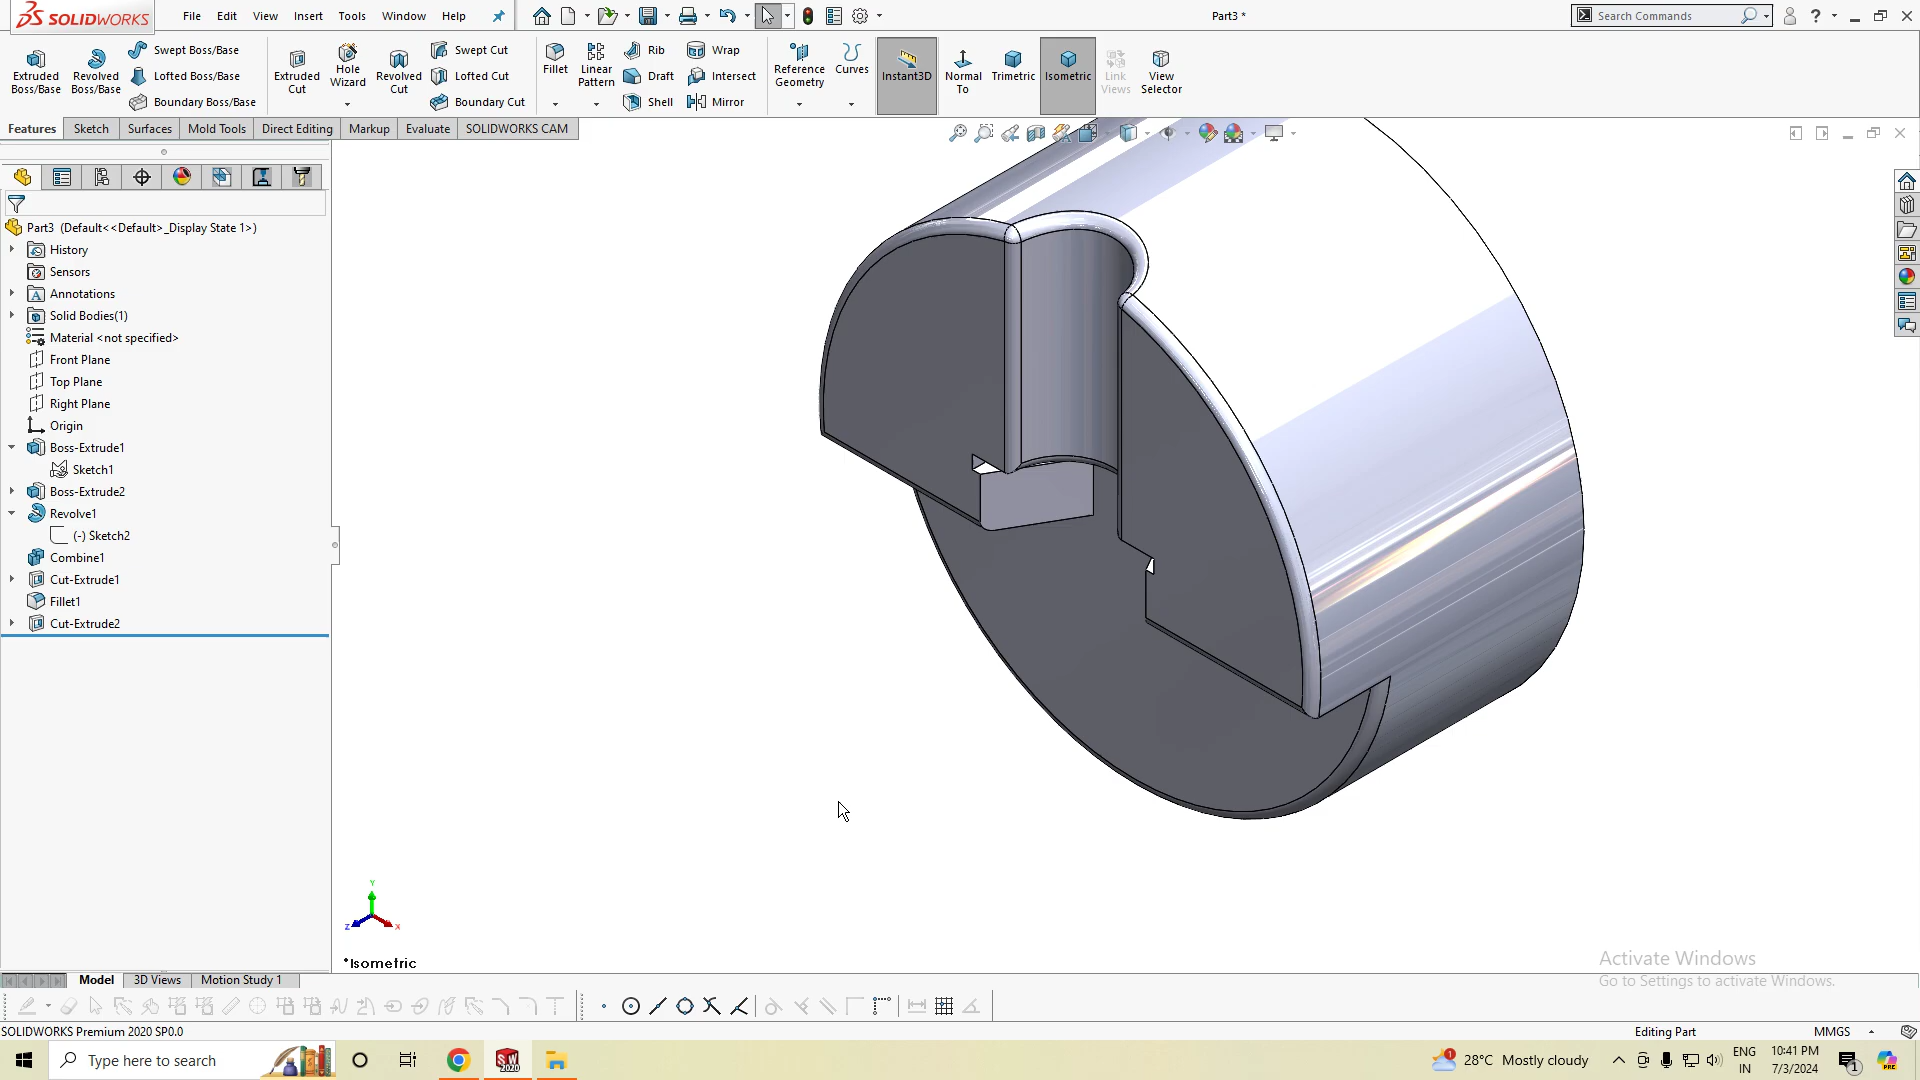 SOLIDWORKS
File Edit View Insert Tools Window Help
Part3 *
Search Commands
Extruded Boss/Base
Revolved Boss/Base
Swept Boss/Base
Lofted Boss/Base
Boundary Boss/Base
Extruded Cut
Hole Wizard
Revolved Cut
Swept Cut
Lofted Cut
Boundary Cut
Fillet
Linear Pattern
Rib
Draft
Shell
Wrap
Intersect
Mirror
Reference Geometry
Curves
Instant3D
Normal To
Trimetric
Isometric
Link Views
View Selector
Features Sketch Surfaces Mold Tools Direct Editing Markup Evaluate SOLIDWORKS CAM
Part3 (Default<<Default>_Display State 1>)
History
Sensors
Annotations
Solid Bodies(1)
Material <not specified>
Front Plane
Top Plane
Right Plane
Origin
Boss-Extrude1
Sketch1
Boss-Extrude2
Revolve1
(-) Sketch2
Combine1
Cut-Extrude1
Fillet1
Cut-Extrude2
Y
Z
X
*Isometric
Activate Windows
Go to Settings to activate Windows.
Model 3D Views Motion Study 1
SOLIDWORKS Premium 2020 SP0.0
Editing Part
MMGS
Type here to search
SW 2020
1
28°C Mostly cloudy
ENG
IN
10:41 PM
7/3/2024
1
PRE